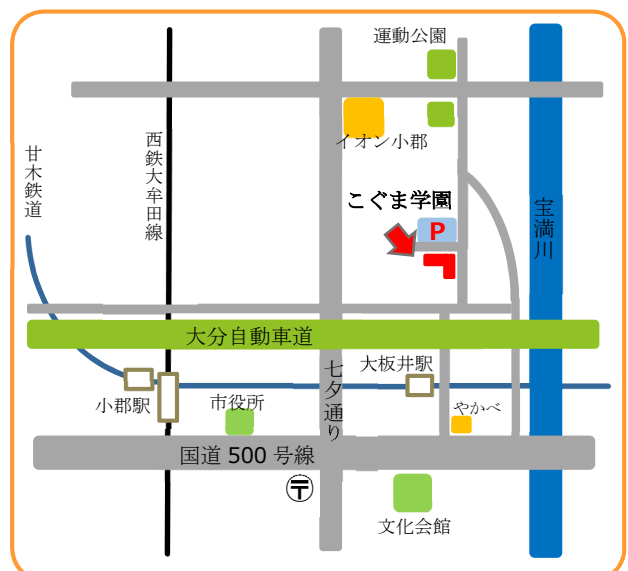 運動公園
イオン小郡
甘木鉄道
西鉄大牟田線
こぐま学園
P
宝満川
大分自動車道
七夕通り
大板井駅
小郡駅
市役所
やかべ
国道 500 号線
〒
文化会館